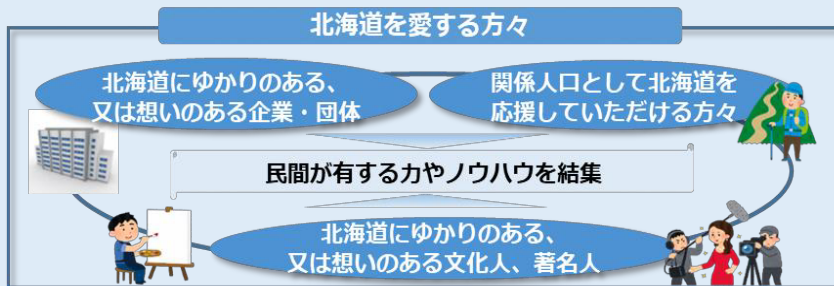 北海道を愛する方々
北海道にゆかりのある、
又は想いのある企業・団体
関係人口として北海道を
応援していただける方々
民間が有する力やノウハウを結集
北海道にゆかりのある、
又は想いのある文化人、著名人